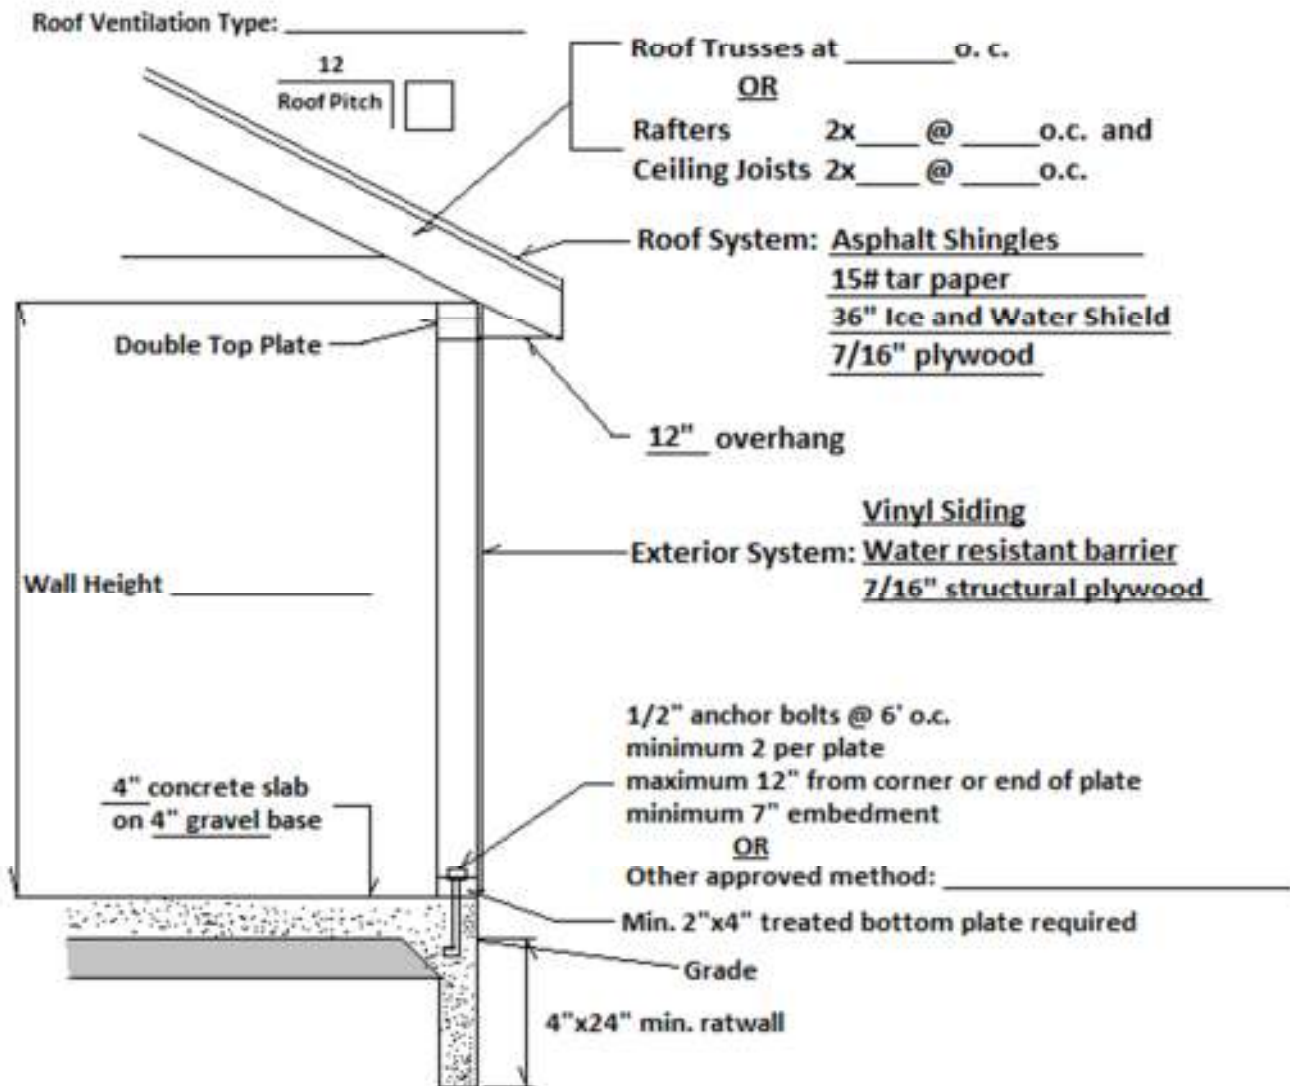 Roof Ventilation Type: ____________________
12
Roof Pitch
Roof Trusses at _______ o. c.
OR
Rafters 2x____ @ _____o.c. and
Ceiling Joists 2x____ @ _____o.c.
Roof System: Asphalt Shingles
15# tar paper
36" Ice and Water Shield
7/16" plywood
Double Top Plate
12" overhang
Vinyl Siding
Exterior System: Water resistant barrier
7/16" structural plywood
Wall Height ________________
1/2" anchor bolts @ 6' o.c.
minimum 2 per plate
maximum 12" from corner or end of plate
minimum 7" embedment
OR
Other approved method: ____________________________
4" concrete slab
on 4" gravel base
Min. 2"x4" treated bottom plate required
Grade
4"x24" min. ratwall